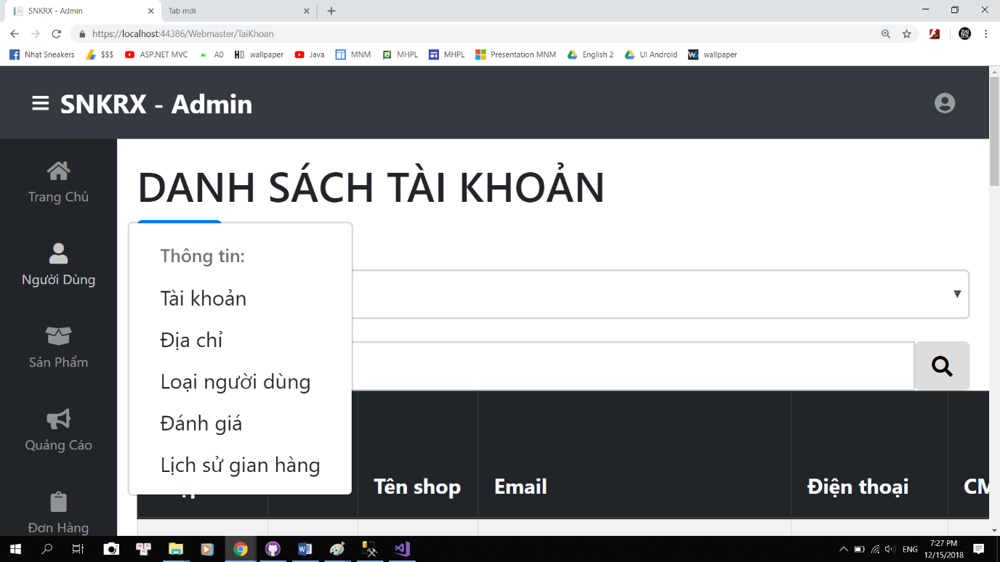 SNKRX - Admin
Tab mới
https://localhost:44386/Webmaster/TaiKhoan
Nhat Sneakers
$$$
ASP.NET MVC
A0
wallpaper
Java
MNM
MHPL
MHPL
Presentation MNM
English 2
UI Android
wallpaper
SNKRX - Admin
Trang Chủ
Người Dùng
Sản Phẩm
Quảng Cáo
Đơn Hàng
DANH SÁCH TÀI KHOẢN
Thông tin:
Tài khoản
Địa chỉ
Loại người dùng
Đánh giá
Lịch sử gian hàng
Tên shop
Email
Điện thoại
ENG
7:27 PM
12/15/2018